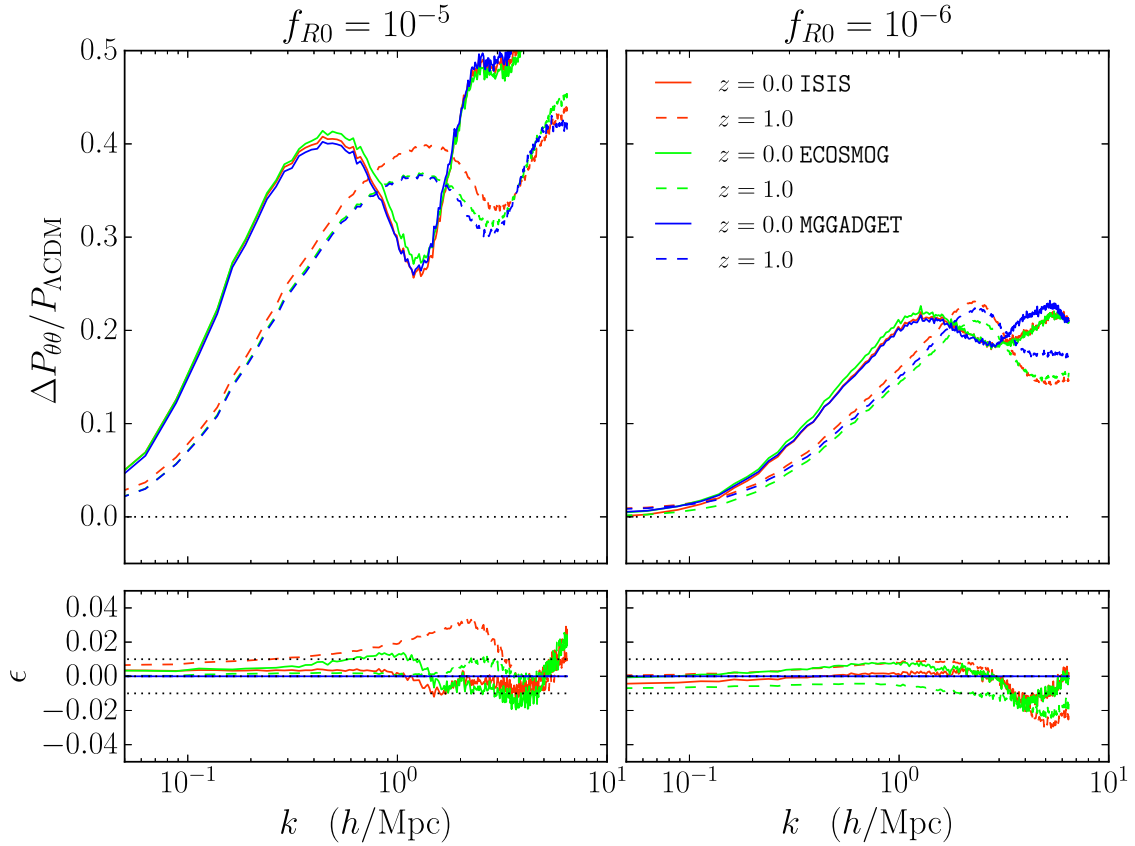 f_{R0} = 10^{-5}
f_{R0} = 10^{-6}
ΔP_{θθ}/P_{ΛCDM}
0.5
0.4
0.3
0.2
0.1
0.0
z = 0.0 ISIS
z = 1.0
z = 0.0 ECOSMOG
z = 1.0
z = 0.0 MGGADGET
z = 1.0
ϵ
0.04
0.02
0.00
−0.02
−0.04
10^{-1} 10^{0} 10^{1} 10^{-1} 10^{0} 10^{1}
k (h/Mpc) k (h/Mpc)